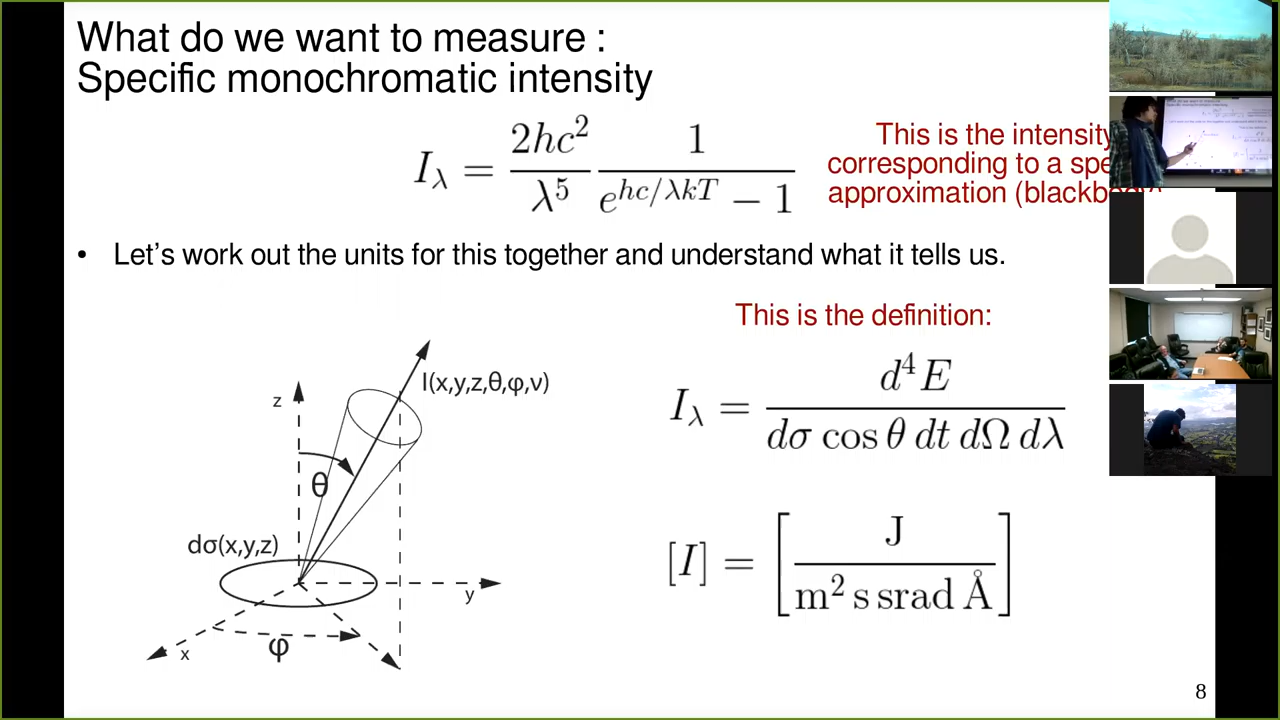 What do we want to measure :
Specific monochromatic intensity
I_λ = 2hc² / λ⁵ 1 / (e^{hc/λkT} − 1)
This is the intensity
corresponding to a spe
approximation (blackbody)
• Let’s work out the units for this together and understand what it tells us.
This is the definition:
I_λ = d⁴E / (dσ cos θ dt dΩ dλ)
z
I(x,y,z,θ,φ,ν)
θ
dσ(x,y,z)
y
x
φ
[I] = [J / (m² s srad Å)]
8